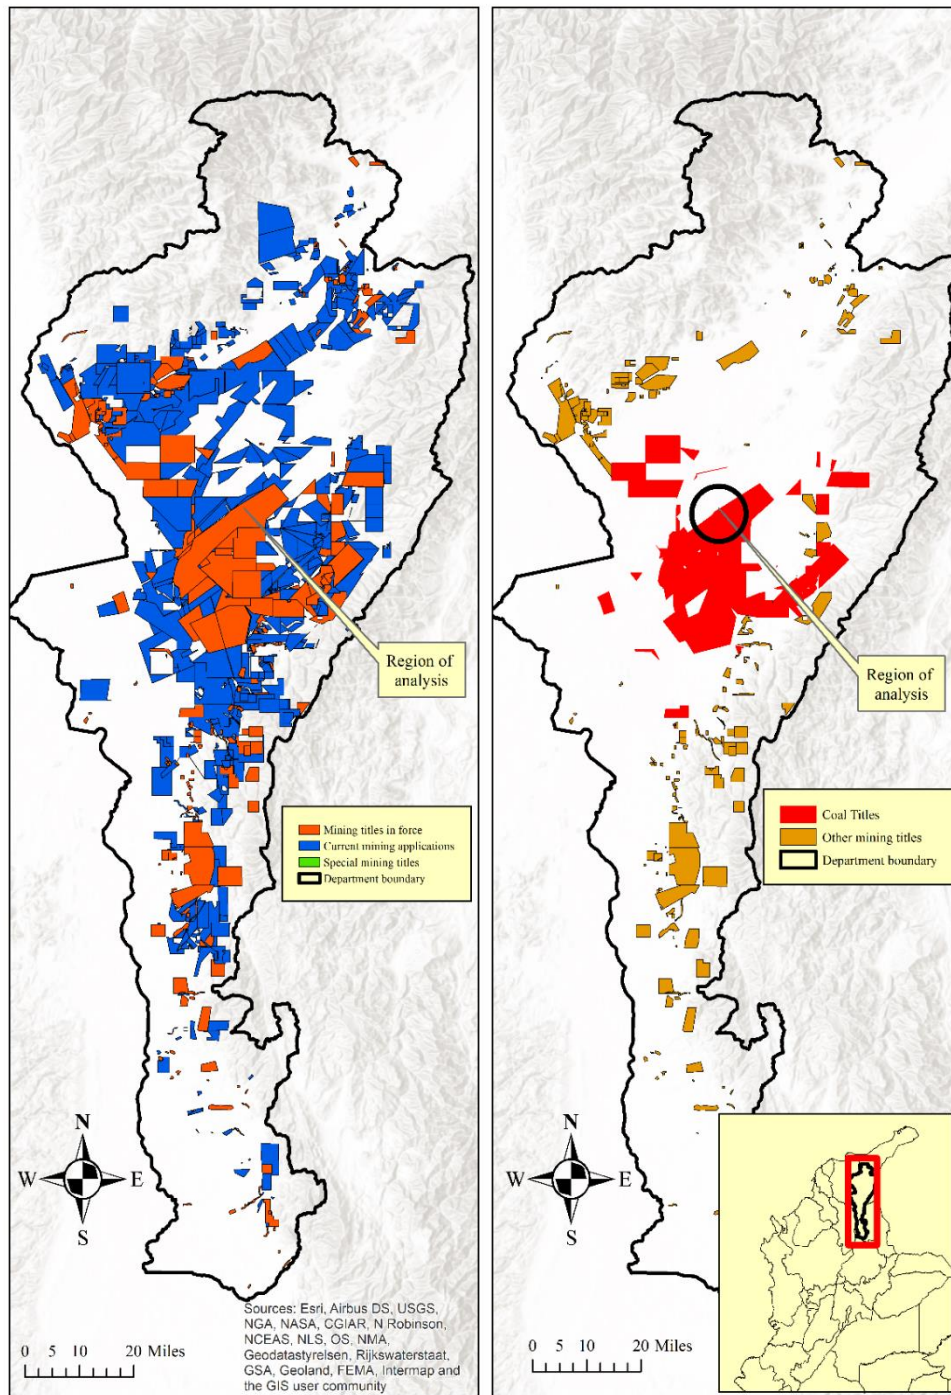 Region of
analysis
Mining titles in force
Current mining applications
Special mining titles
Department boundary
N
W
E
S
0 5 10 20 Miles
Sources: Esri, Airbus DS, USGS,
NGA, NASA, CGIAR, N Robinson,
NCEAS, NLS, OS, NMA,
Geodatastyrelsen, Rijkswaterstaat,
GSA, Geoland, FEMA, Intermap and
the GIS user community
Region of
analysis
Coal Titles
Other mining titles
Department boundary
N
W
E
S
0 5 10 20 Miles